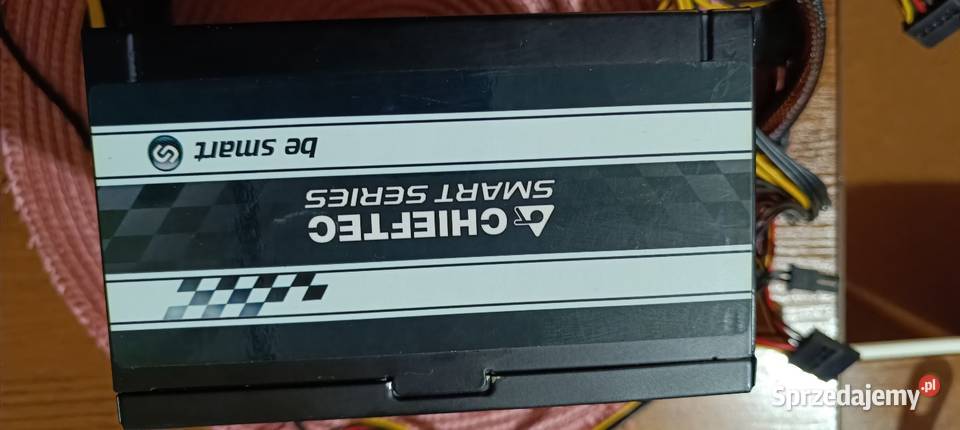 CHIEFTEC
SMART SERIES
be smart
Sprzedajemy.pl